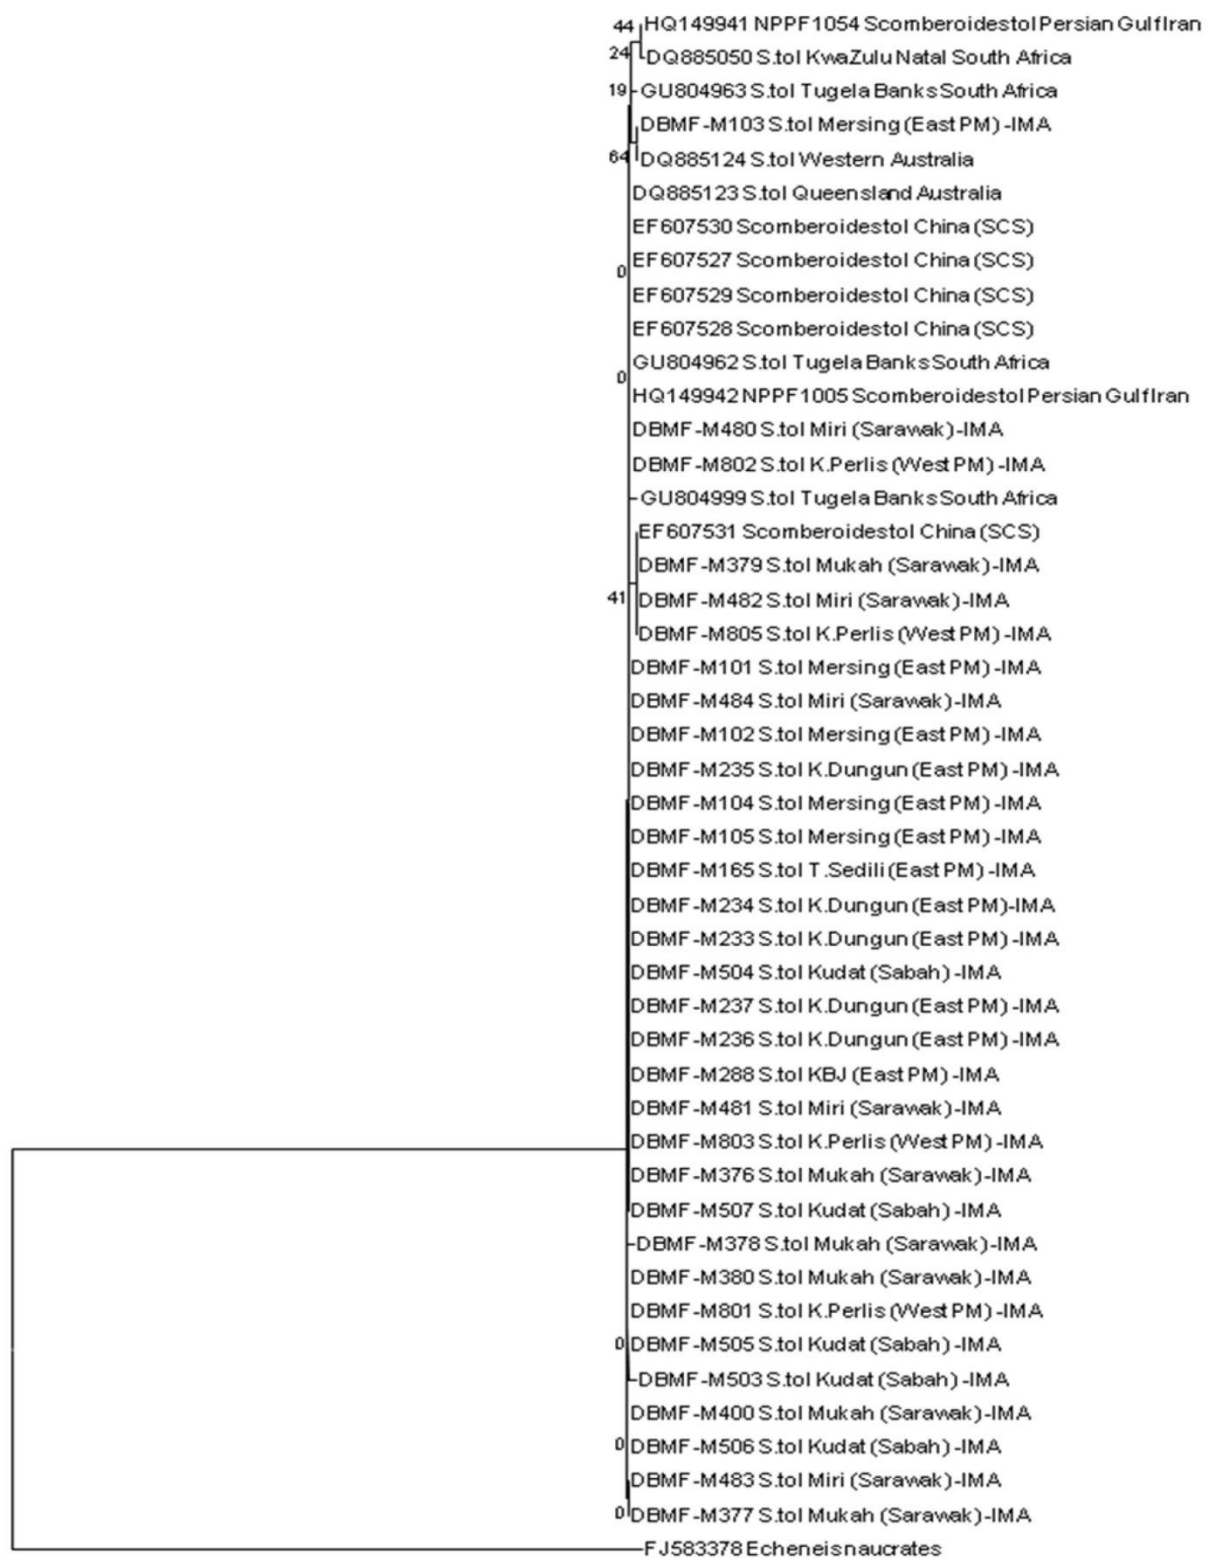 44 HQ149941 NPPF1054 Scomberoidestol Persian GulfIran
24 DQ885050 S.tol KwaZulu Natal South Africa
19 GU804963 S.tol Tugela Banks South Africa
DBMF-M103 S.tol Mersing (East PM) -IMA
64 DQ885124 S.tol Western Australia
DQ885123 S.tol Queensland Australia
EF607530 Scomberoidestol China (SCS)
EF607527 Scomberoidestol China (SCS)
0
EF607529 Scomberoidestol China (SCS)
EF607528 Scomberoidestol China (SCS)
GU804962 S.tol Tugela Banks South Africa
0
HQ149942 NPPF1005 Scomberoidestol Persian GulfIran
DBMF-M480 S.tol Miri (Sarawak)-IMA
DBMF-M802 S.tol K.Perlis (West PM) -IMA
GU804999 S.tol Tugela Banks South Africa
EF607531 Scomberoidestol China (SCS)
DBMF-M379 S.tol Mukah (Sarawak)-IMA
41 DBMF-M482 S.tol Miri (Sarawak)-IMA
DBMF-M805 S.tol K.Perlis (West PM) -IMA
DBMF-M101 S.tol Mersing (East PM) -IMA
DBMF-M484 S.tol Miri (Sarawak)-IMA
DBMF-M102 S.tol Mersing (East PM) -IMA
DBMF-M235 S.tol K.Dungun (East PM) -IMA
DBMF-M104 S.tol Mersing (East PM) -IMA
DBMF-M105 S.tol Mersing (East PM) -IMA
DBMF-M165 S.tol T.Sedili (East PM) -IMA
DBMF-M234 S.tol K.Dungun (East PM)-IMA
DBMF-M233 S.tol K.Dungun (East PM) -IMA
DBMF-M504 S.tol Kudat (Sabah) -IMA
DBMF-M237 S.tol K.Dungun (East PM) -IMA
DBMF-M236 S.tol K.Dungun (East PM) -IMA
DBMF-M288 S.tol KBJ (East PM) -IMA
DBMF-M481 S.tol Miri (Sarawak)-IMA
DBMF-M803 S.tol K.Perlis (West PM) -IMA
DBMF-M376 S.tol Mukah (Sarawak)-IMA
DBMF-M507 S.tol Kudat (Sabah) -IMA
DBMF-M378 S.tol Mukah (Sarawak)-IMA
DBMF-M380 S.tol Mukah (Sarawak)-IMA
DBMF-M801 S.tol K.Perlis (West PM) -IMA
0 DBMF-M505 S.tol Kudat (Sabah) -IMA
DBMF-M503 S.tol Kudat (Sabah) -IMA
DBMF-M400 S.tol Mukah (Sarawak)-IMA
0 DBMF-M506 S.tol Kudat (Sabah) -IMA
DBMF-M483 S.tol Miri (Sarawak)-IMA
0 DBMF-M377 S.tol Mukah (Sarawak)-IMA
FJ583378 Echeneisnaucrates